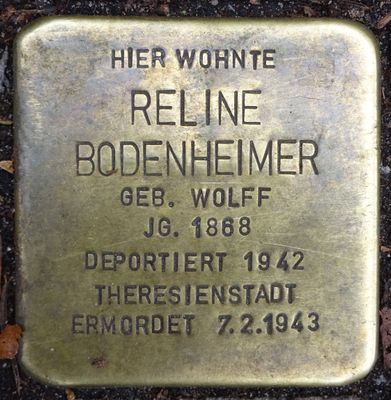 HIER WOHNTE
RELINE
BODENHEIMER
GEB. WOLFF
JG. 1868
DEPORTIERT 1942
THERESIENSTADT
ERMORDET 7.2.1943